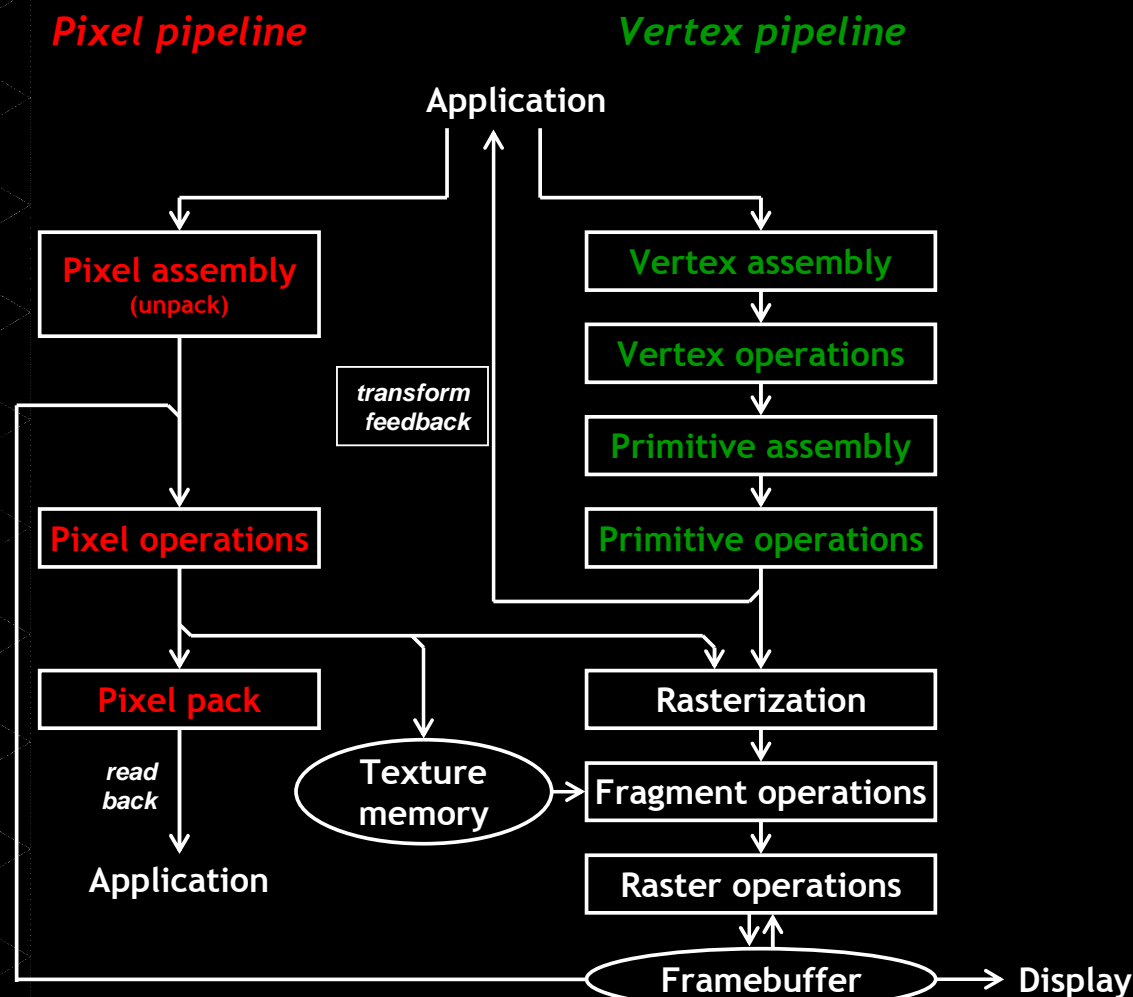 Pixel pipeline
Vertex pipeline
Application
Pixel assembly
(unpack)
Vertex assembly
Vertex operations
transform
feedback
Primitive assembly
Pixel operations
Primitive operations
Pixel pack
Rasterization
read
back
Texture
memory
Fragment operations
Application
Raster operations
Framebuffer
Display